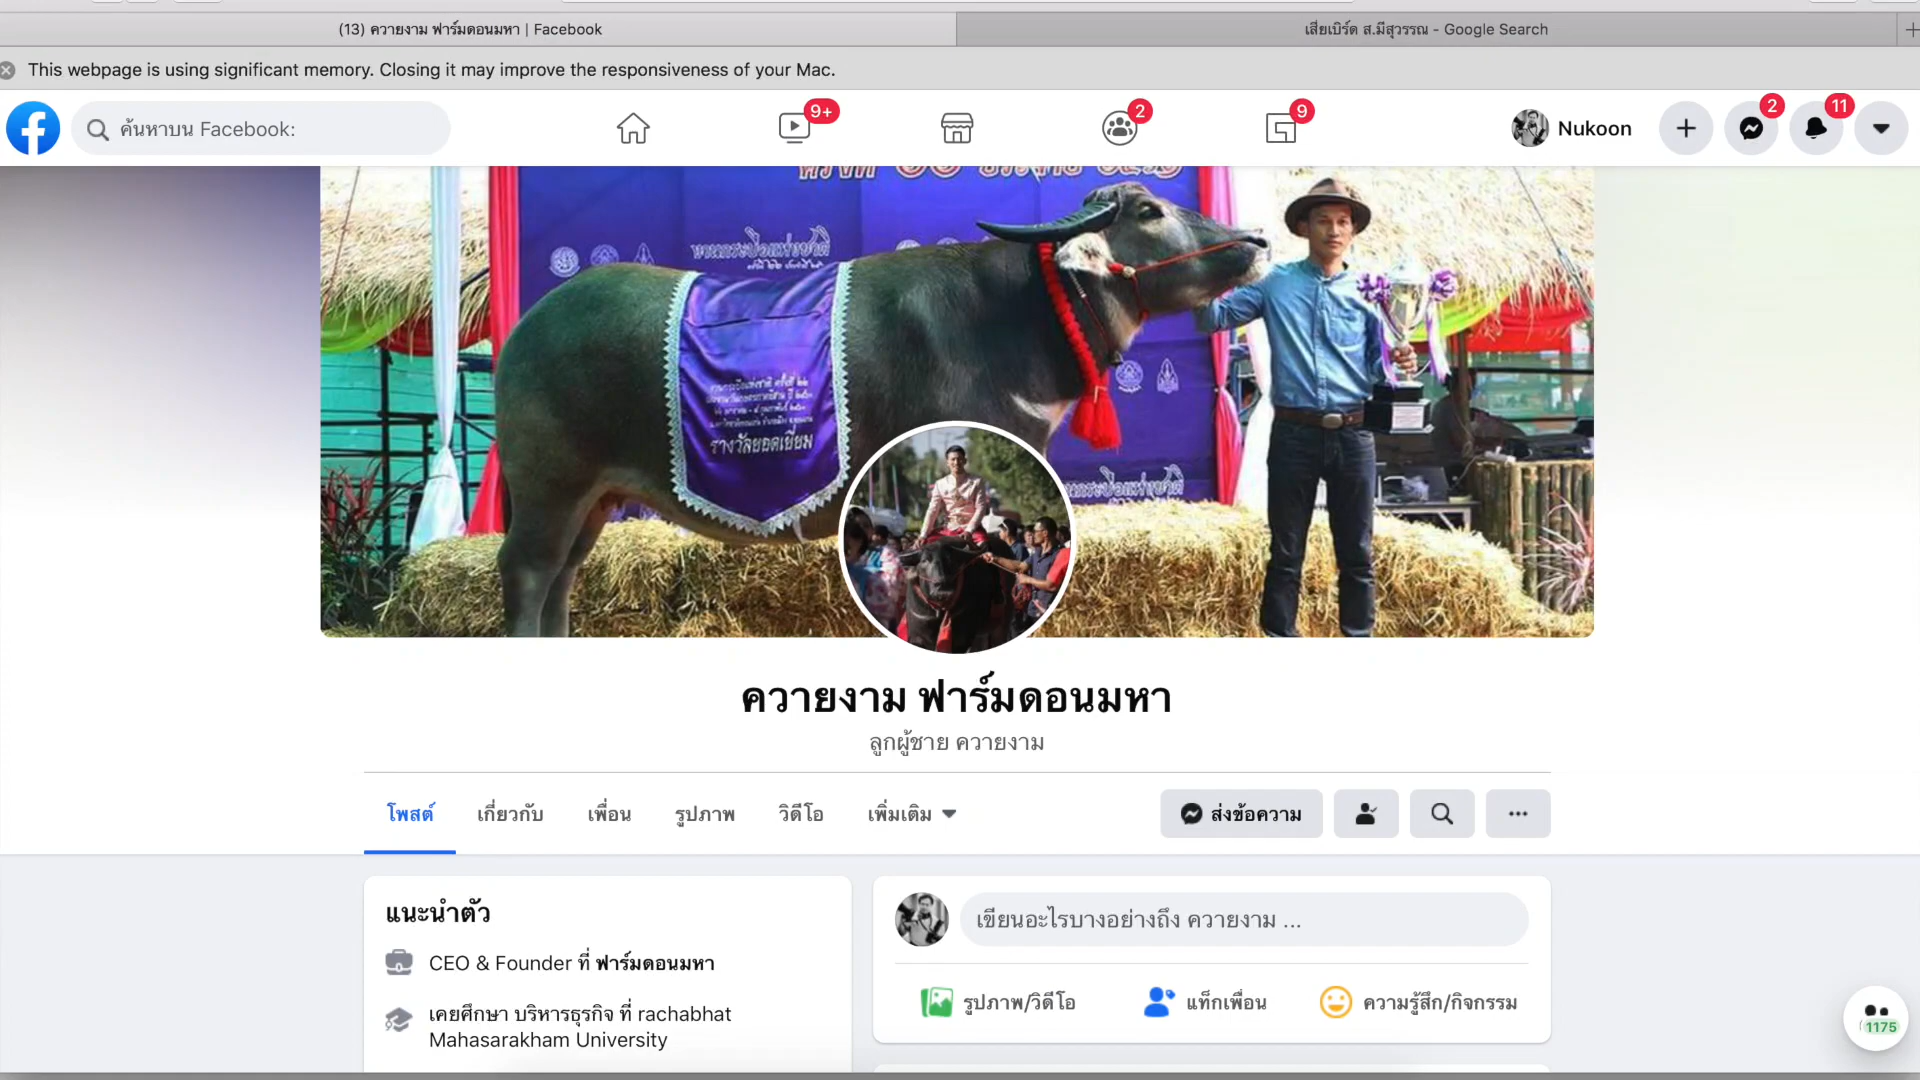 (13) ควายงาม ฟาร์มดอนมหา | Facebook
เสี่ยเบิร์ด ส.มีสุวรรณ - Google Search
This webpage is using significant memory. Closing it may improve the responsiveness of your Mac.
ค้นหาบน Facebook:
9+
2
9
Nukoon
2
11
รางวัลยอดเยี่ยม
ควายงาม ฟาร์มดอนมหา
ลูกผู้ชาย ควายงาม
โพสต์
เกี่ยวกับ
เพื่อน
รูปภาพ
วิดีโอ
เพิ่มเติม
ส่งข้อความ
แนะนำตัว
CEO & Founder ที่ ฟาร์มดอนมหา
เคยศึกษา บริหารธุรกิจ ที่ rachabhat
Mahasarakham University
เขียนอะไรบางอย่างถึง ควายงาม ...
รูปภาพ/วิดีโอ
แท็กเพื่อน
ความรู้สึก/กิจกรรม
1175